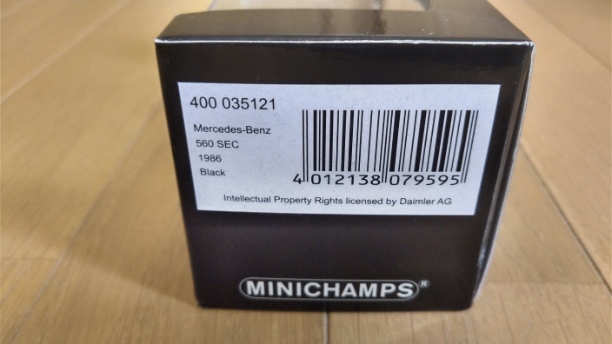 400 035121
Mercedes-Benz
560 SEC
1986
Black
4 012138 079595
Intellectual Property Rights licensed by Daimler AG
MINICHAMPS®